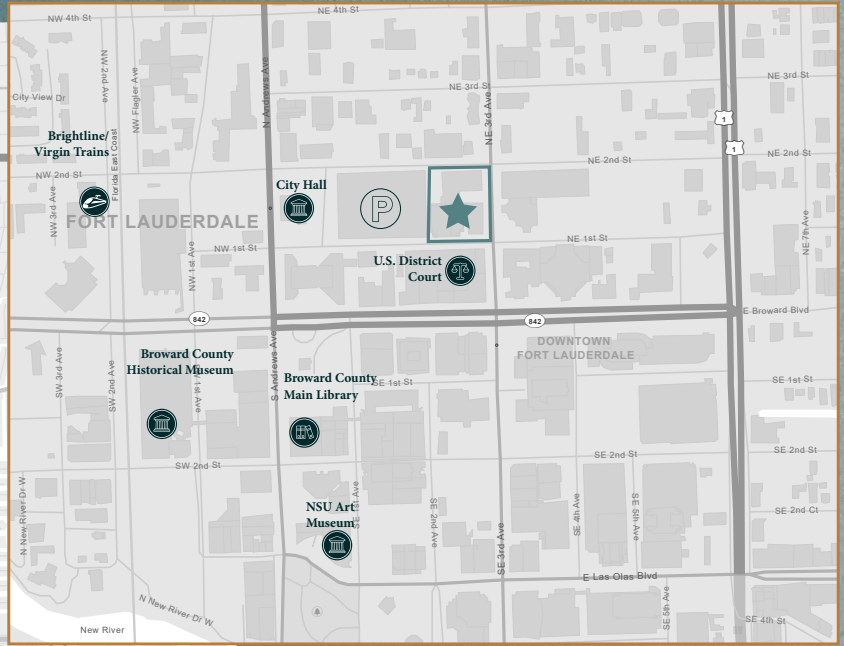 NW 4th St
NE 4th St
NW 2nd Ave
NW Flagler Ave
N Andrews Ave
NE 3rd St
NE 3rd Ave
NE 3rd St
City View Dr
1
1
Brightline/
Virgin Trains
Florida East Coast
NE 2nd St
NE 2nd St
NW 2nd St
NW 3rd Ave
City Hall
P
FORT LAUDERDALE
NW 1st St
NW 1st Ave
NE 1st St
NE 7th Ave
U.S. District
Court
842
842
E Broward Blvd
DOWNTOWN
FORT LAUDERDALE
SW 3rd Ave
SW 2nd Ave
Broward County
Historical Museum
1st Ave
S Andrews Ave
Broward County
Main Library
SE 1st St
SE 1st St
SW 2nd St
SE 2nd St
SE 2nd St
N New River Dr W
NSU Art
Museum
SE 1st Ave
SE 2nd Ave
SE 3rd Ave
SE 4th Ave
SE 5th Ave
SE 2nd Ct
E Las Olas Blvd
SE 5th Ave
SE 4th St
N New River Dr W
New River